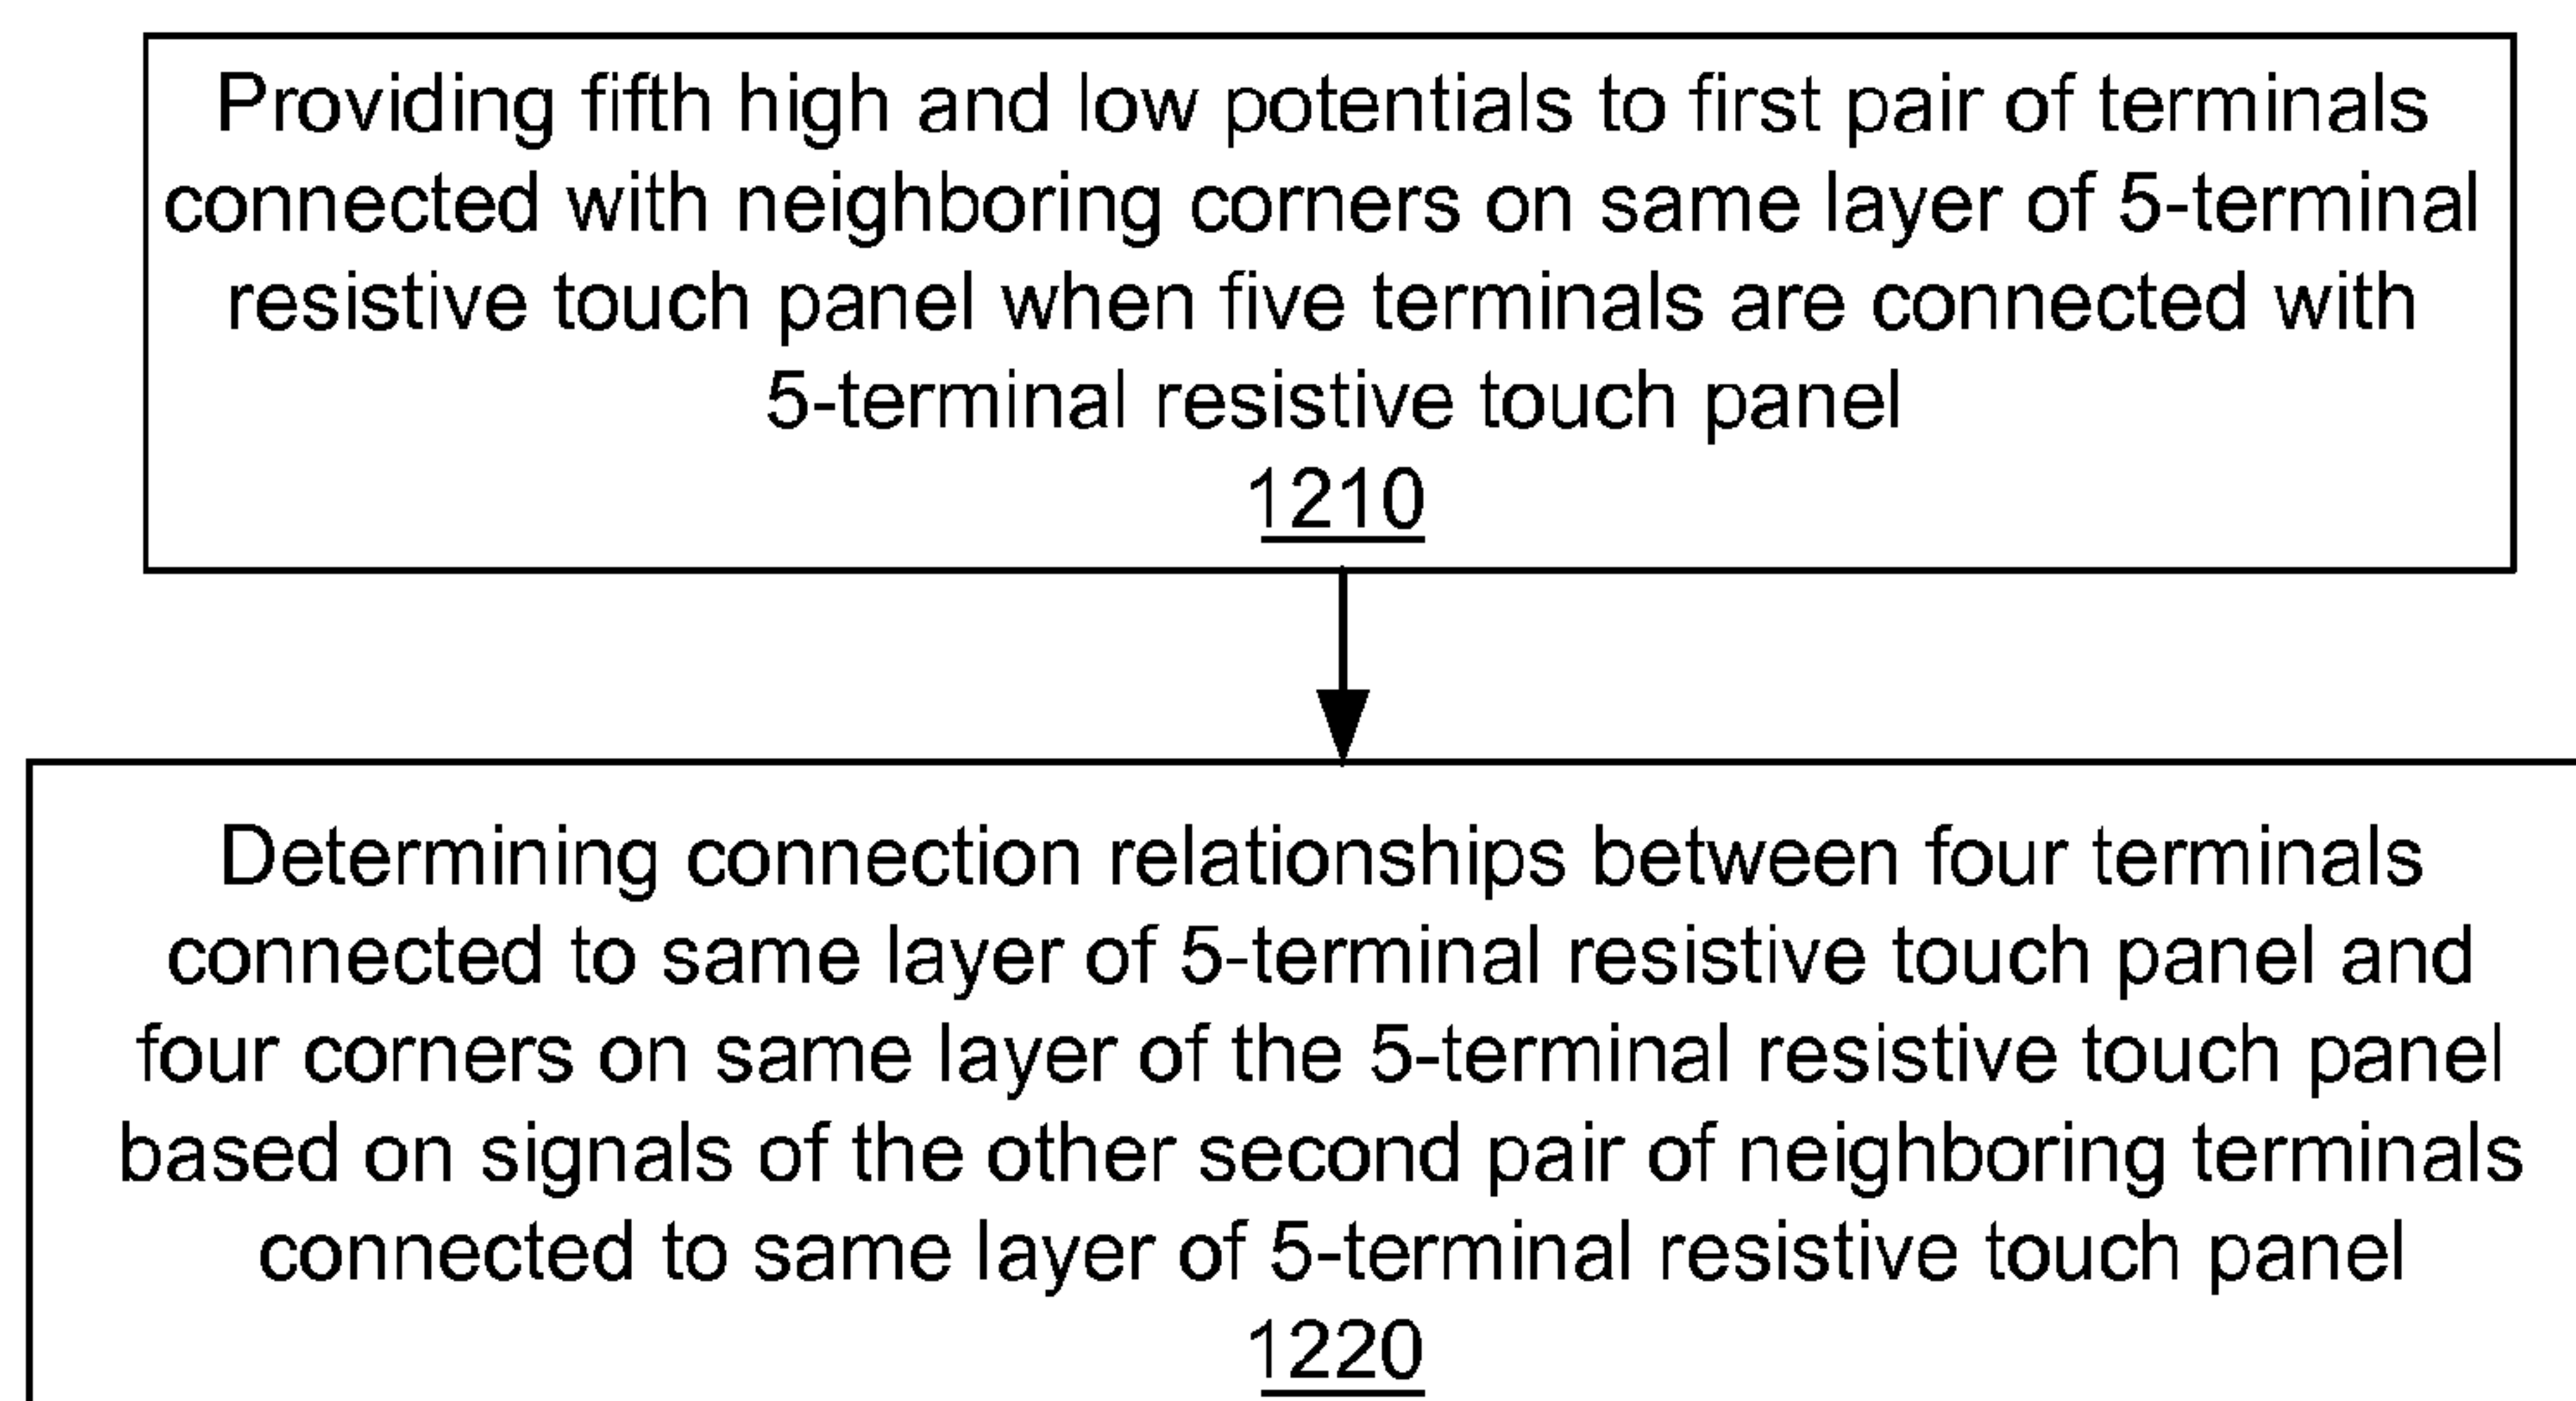 Providing fifth high and low potentials to first pair of terminals
connected with neighboring corners on same layer of 5-terminal
resistive touch panel when five terminals are connected with
5-terminal resistive touch panel
1210
Determining connection relationships between four terminals
connected to same layer of 5-terminal resistive touch panel and
four corners on same layer of the 5-terminal resistive touch panel
based on signals of the other second pair of neighboring terminals
connected to same layer of 5-terminal resistive touch panel
1220